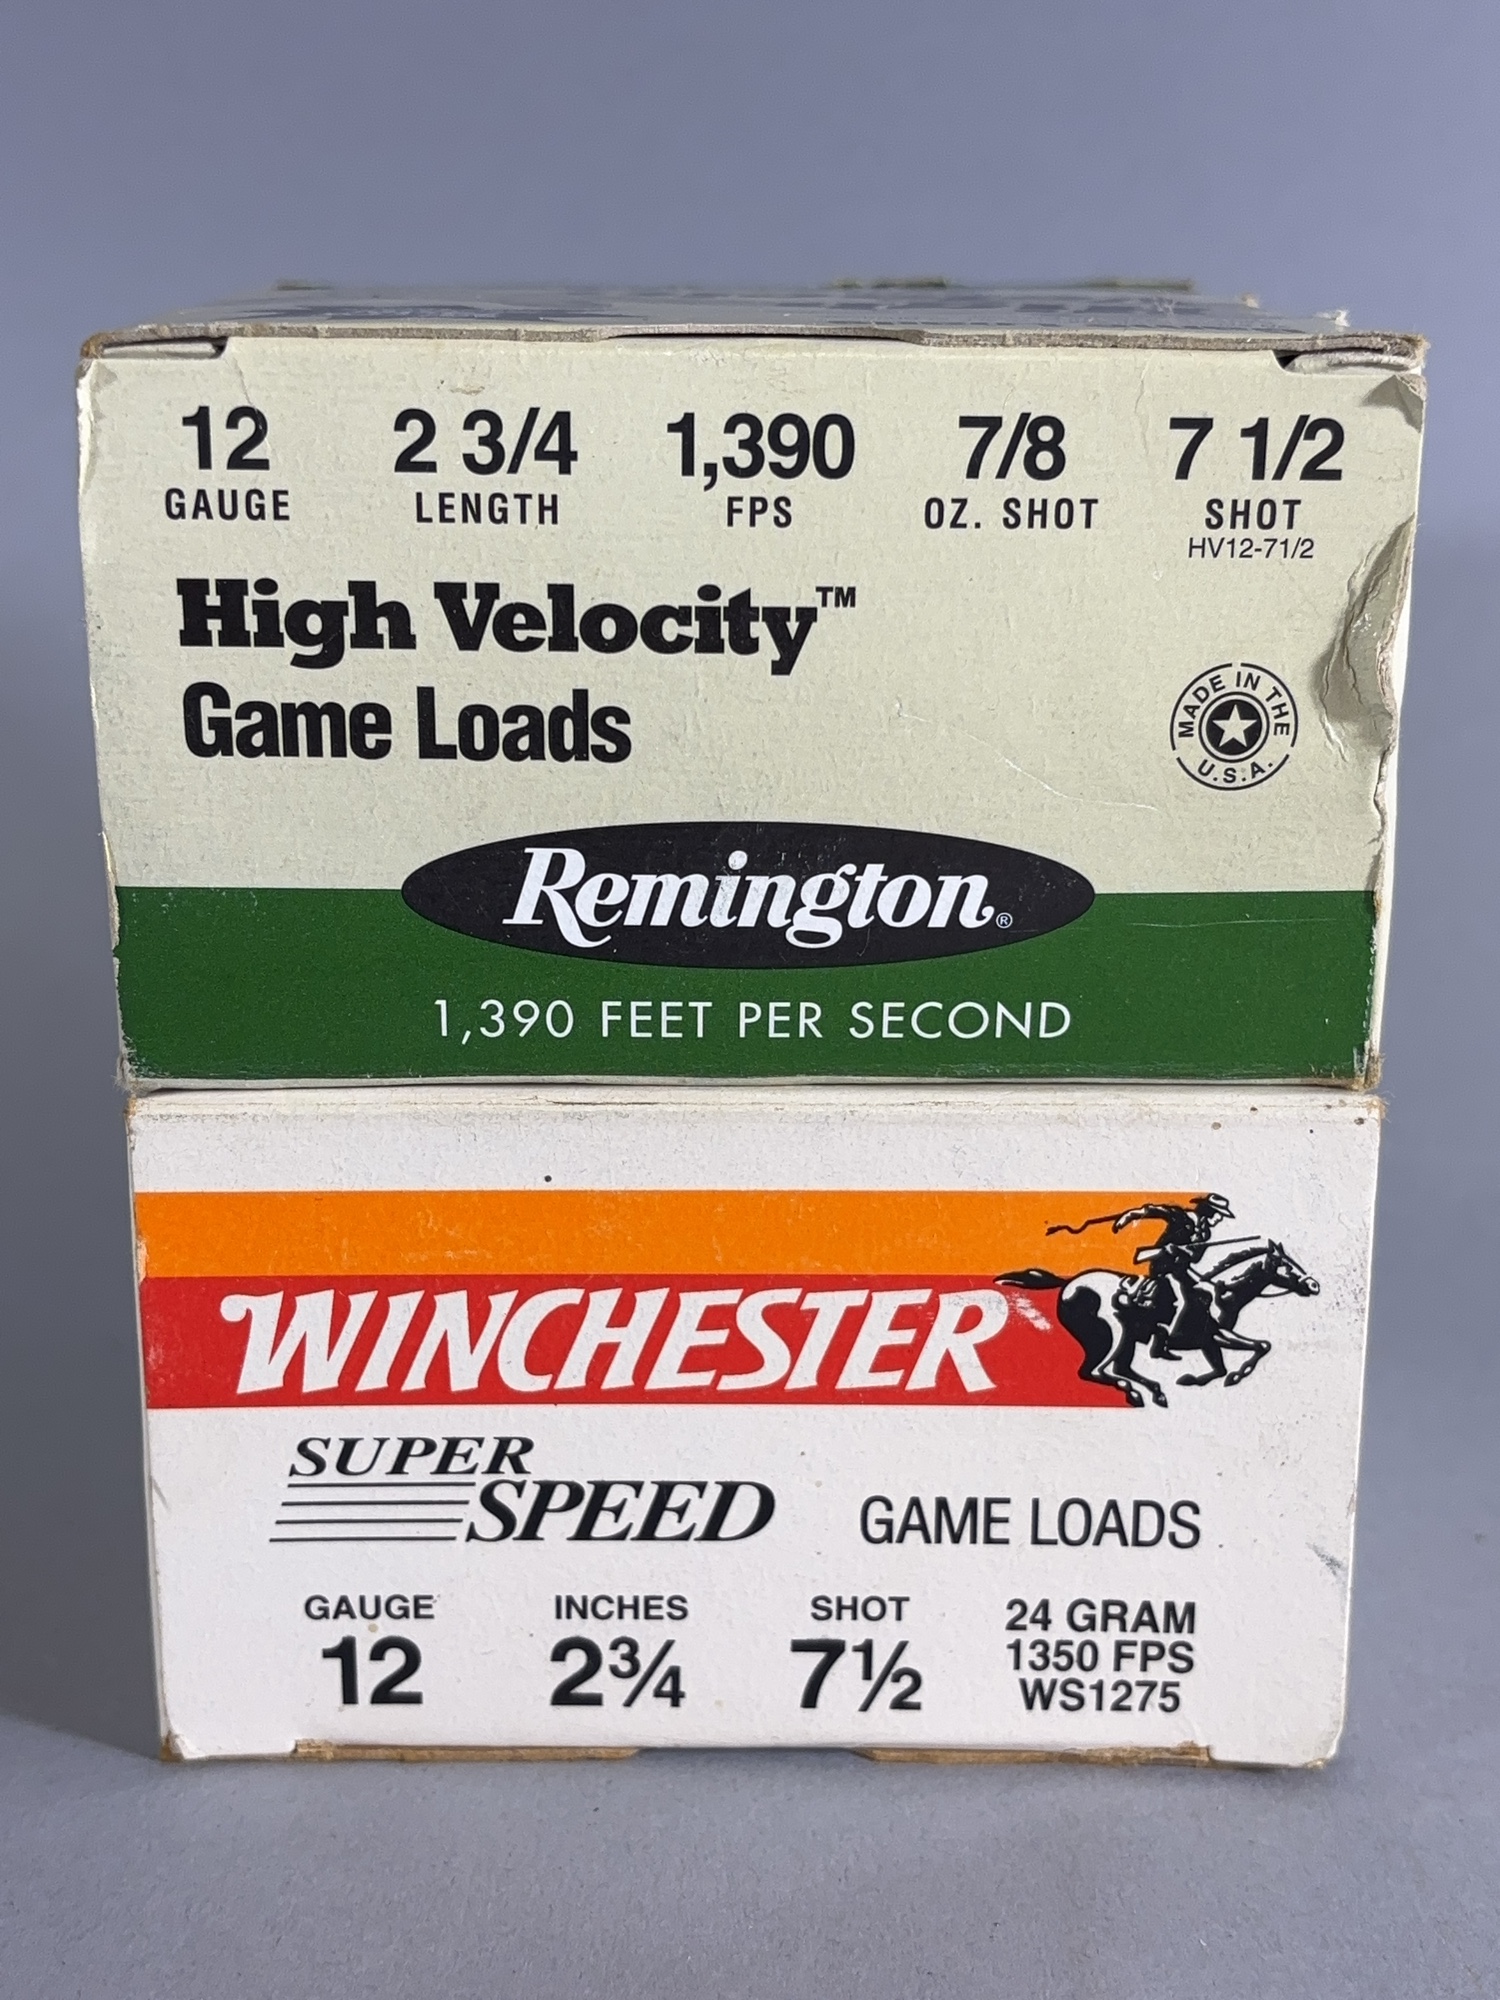 12 2 3/4 1,390 7/8 7 1/2
GAUGE LENGTH FPS OZ. SHOT SHOT
HV12-71/2
High Velocity™
Game Loads
MADE IN THE
U.S.A.
Remington®
1,390 FEET PER SECOND
WINCHESTER
SUPER
SPEED GAME LOADS
GAUGE INCHES SHOT 24 GRAM
12 2¾ 7½ 1350 FPS
WS1275